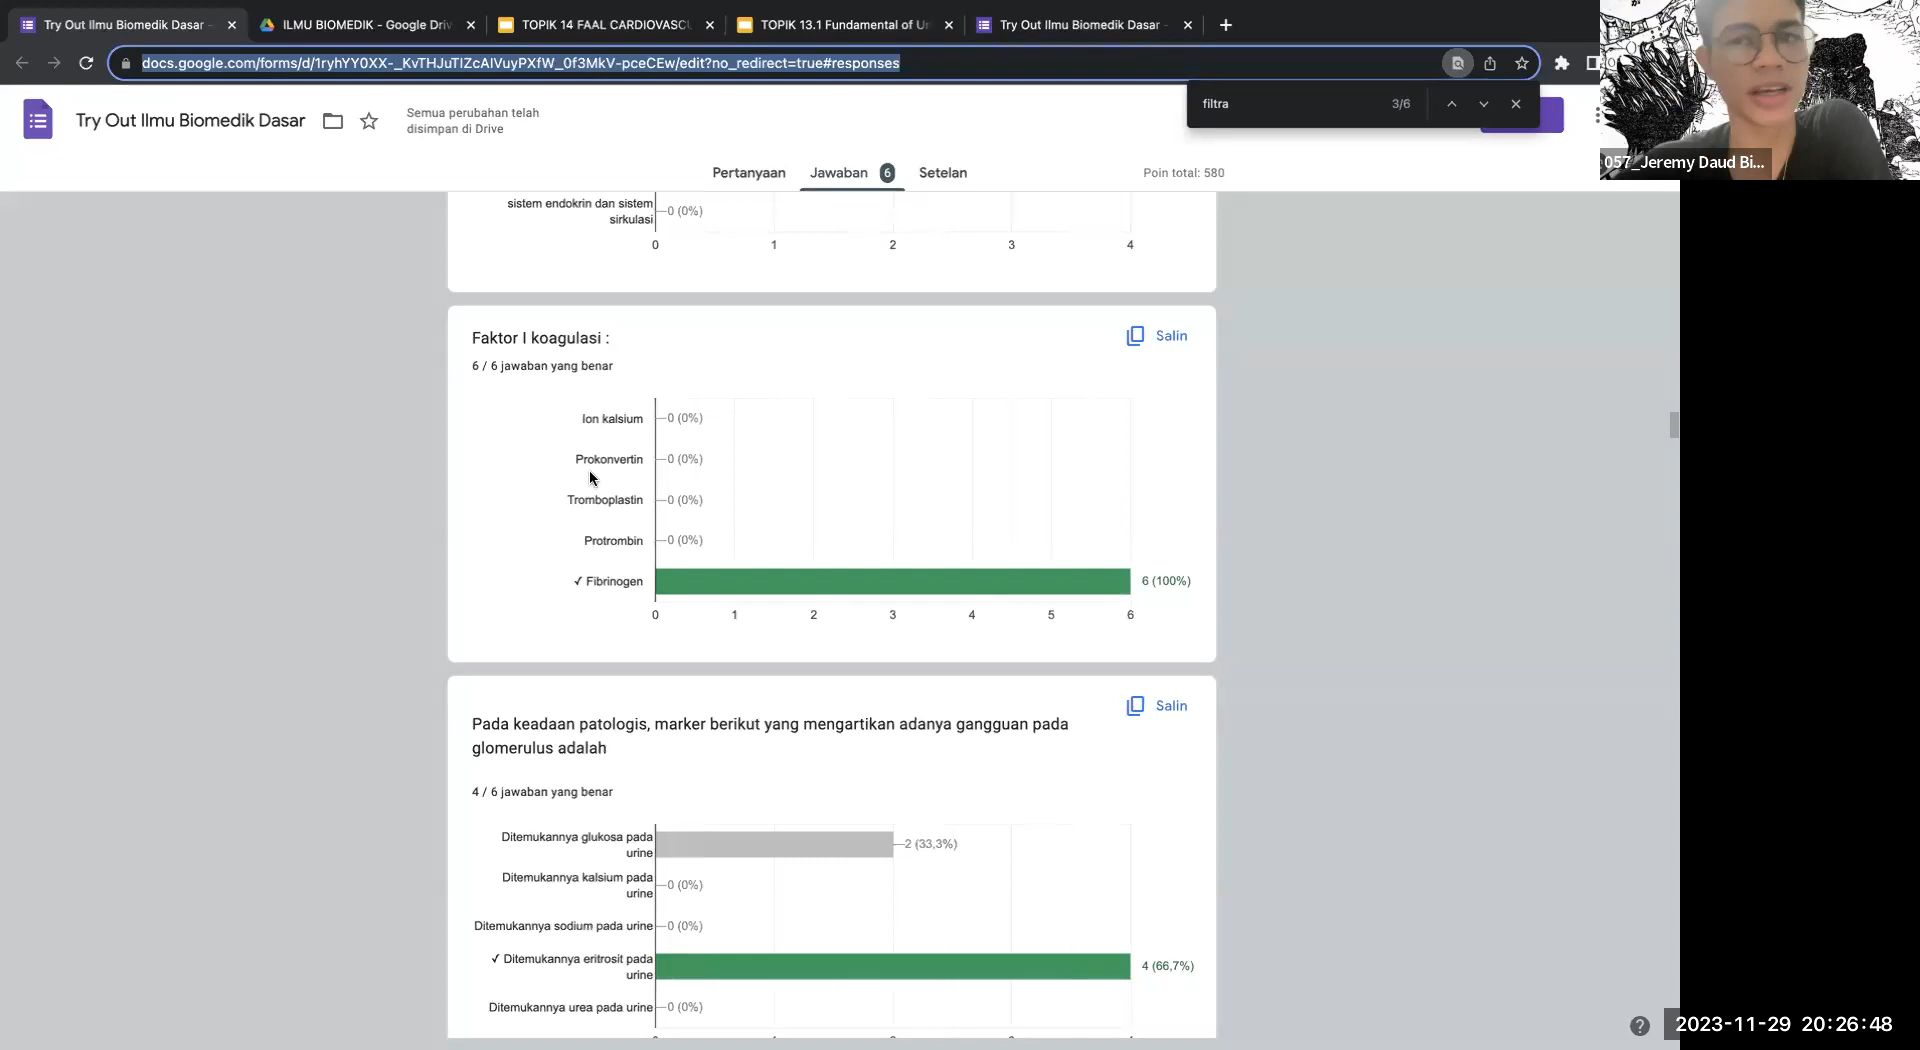 Try Out Ilmu Biomedik Dasar -
ILMU BIOMEDIK - Google Driv
TOPIK 14 FAAL CARDIOVASCU
TOPIK 13.1 Fundamental of Ur
Try Out Ilmu Biomedik Dasar -
docs.google.com/forms/d/1ryhYY0XX-_KvTHJuTIZcAIVuyPXfW_0f3MkV-pceCEw/edit?no_redirect=true#responses
filtra
3/6
Try Out Ilmu Biomedik Dasar
Semua perubahan telah
disimpan di Drive
057_Jeremy Daud Bi...
Pertanyaan
Jawaban
6
Setelan
Poin total: 580
sistem endokrin dan sistem
sirkulasi
0 (0%)
0 1 2 3 4
Faktor I koagulasi :
Salin
6 / 6 jawaban yang benar
Ion kalsium 0 (0%)
Prokonvertin 0 (0%)
Tromboplastin 0 (0%)
Protrombin 0 (0%)
✓ Fibrinogen 6 (100%)
0 1 2 3 4 5 6
Salin
Pada keadaan patologis, marker berikut yang mengartikan adanya gangguan pada
glomerulus adalah
4 / 6 jawaban yang benar
Ditemukannya glukosa pada
urine
2 (33,3%)
Ditemukannya kalsium pada
urine
0 (0%)
Ditemukannya sodium pada urine 0 (0%)
✓ Ditemukannya eritrosit pada
urine
4 (66,7%)
Ditemukannya urea pada urine 0 (0%)
2023-11-29 20:26:48